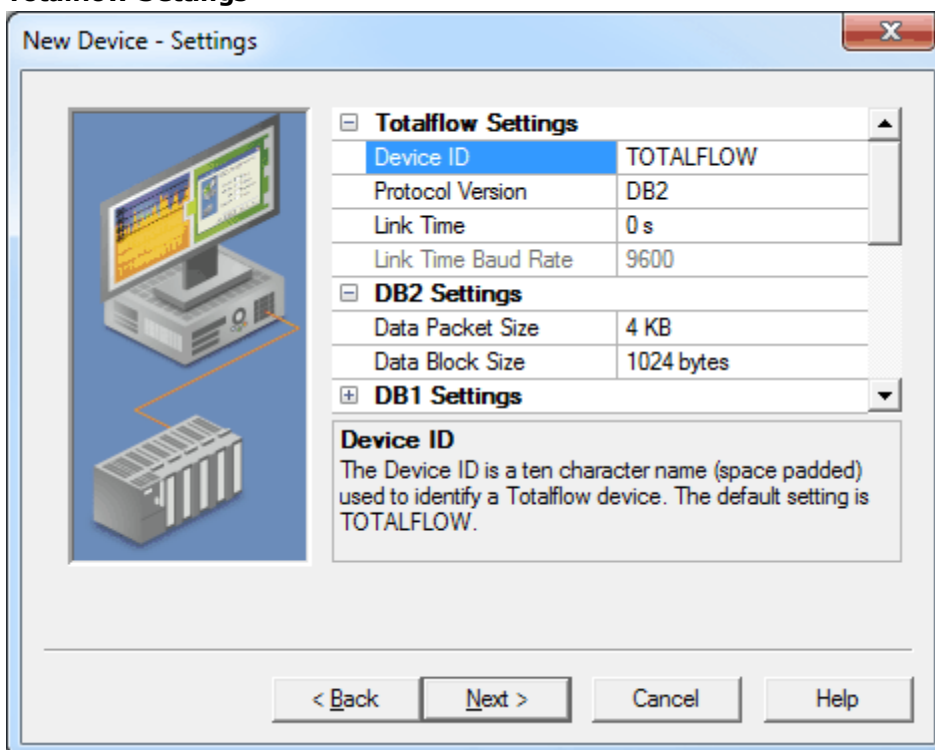 Totalflow Settings
New Device - Settings
Totalflow Settings
Device ID TOTALFLOW
Protocol Version DB2
Link Time 0 s
Link Time Baud Rate 9600
DB2 Settings
Data Packet Size 4 KB
Data Block Size 1024 bytes
DB1 Settings
Device ID
The Device ID is a ten character name (space padded)
used to identify a Totalflow device. The default setting is
TOTALFLOW.
< Back Next > Cancel Help